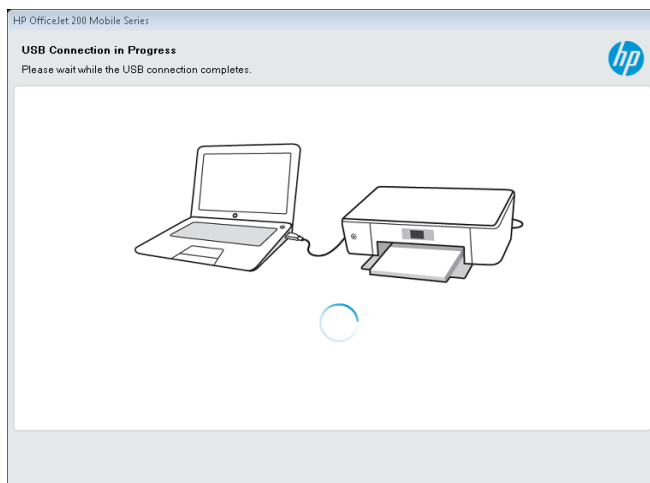 HP OfficeJet 200 Mobile Series
USB Connection in Progress
Please wait while the USB connection completes.
hp